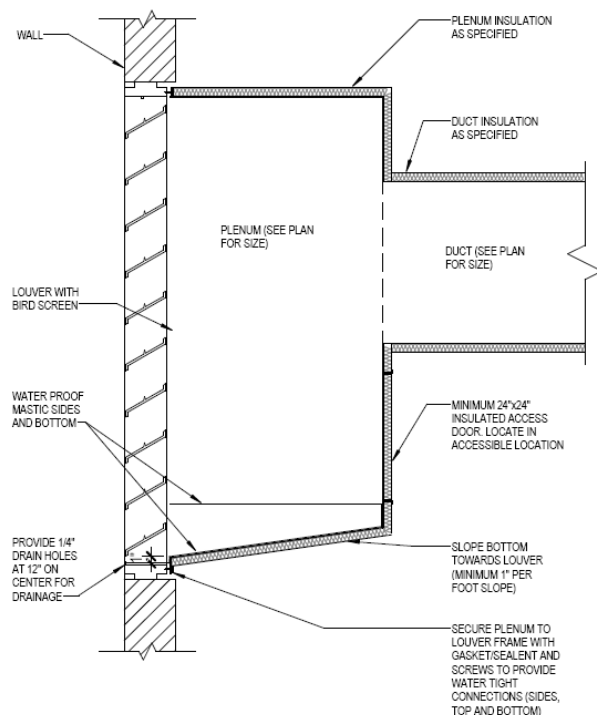 WALL
PLENUM INSULATION
AS SPECIFIED
DUCT INSULATION
AS SPECIFIED
PLENUM (SEE PLAN
FOR SIZE)
DUCT (SEE PLAN
FOR SIZE)
LOUVER WITH
BIRD SCREEN
WATER PROOF
MASTIC SIDES
AND BOTTOM
MINIMUM 24"x24"
INSULATED ACCESS
DOOR. LOCATE IN
ACCESSIBLE LOCATION
PROVIDE 1/4"
DRAIN HOLES
AT 12" ON
CENTER FOR
DRAINAGE
1"
SLOPE BOTTOM
TOWARDS LOUVER
(MINIMUM 1" PER
FOOT SLOPE)
SECURE PLENUM TO
LOUVER FRAME WITH
GASKET/SEALENT AND
SCREWS TO PROVIDE
WATER TIGHT
CONNECTIONS (SIDES,
TOP AND BOTTOM)